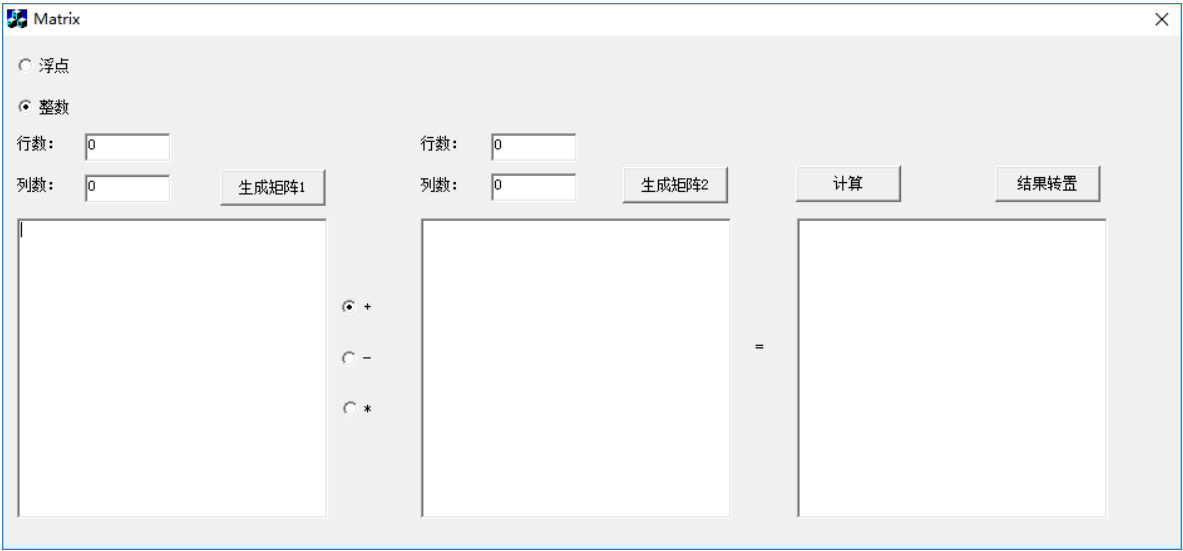 Matrix
浮点
整数
行数: 0 行数: 0
列数: 0 生成矩阵1 列数: 0 生成矩阵2 计算 结果转置
+
-
=
*